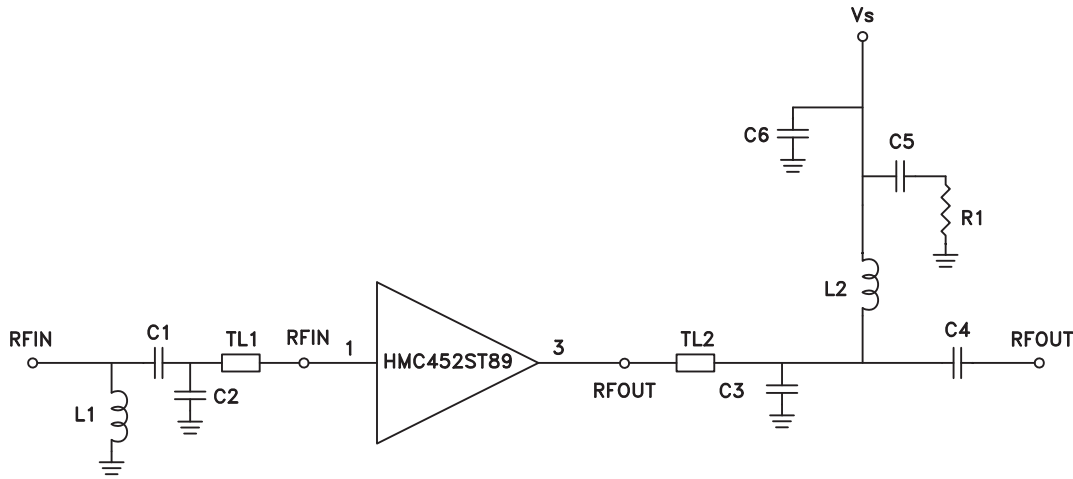 Vs
C6
C5
R1
L2
RFIN
C1
TL1
RFIN
1
HMC452ST89
3
TL2
C4
RFOUT
RFOUT
C3
C2
L1